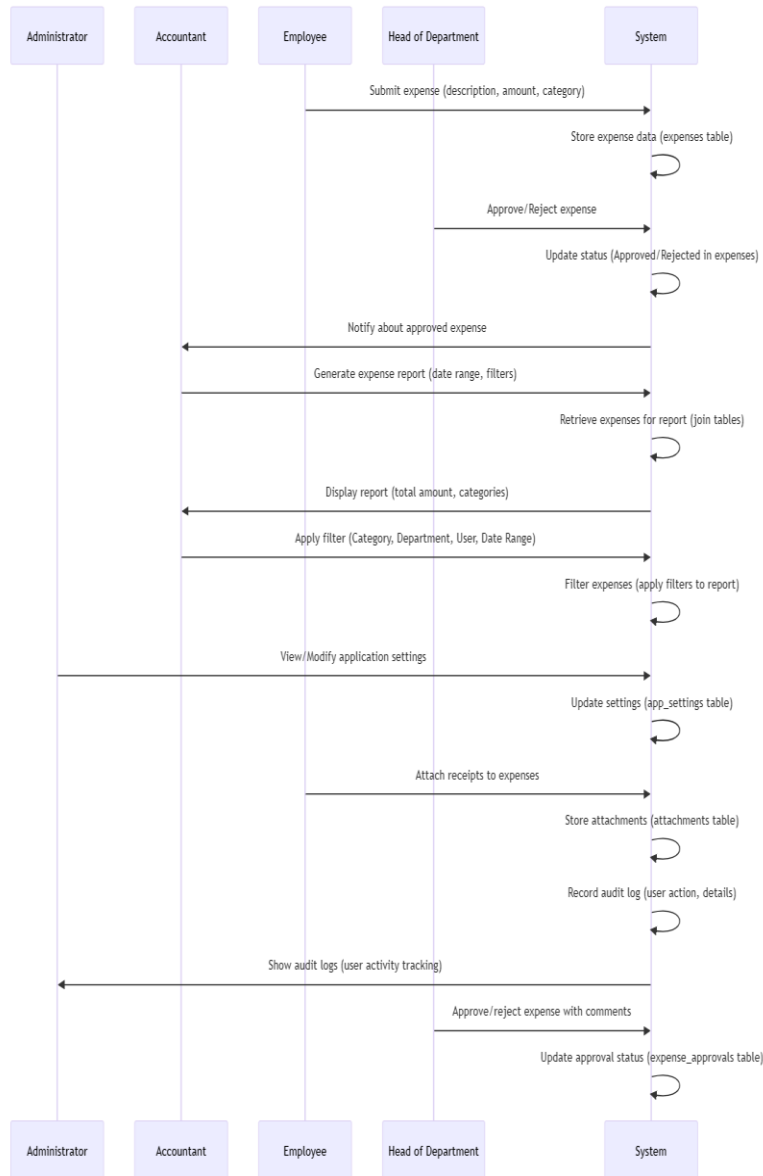 Administrator
Accountant
Employee
Head of Department
System
Submit expense (description, amount, category)
Store expense data (expenses table)
Approve/Reject expense
Update status (Approved/Rejected in expenses)
Notify about approved expense
Generate expense report (date range, filters)
Retrieve expenses for report (join tables)
Display report (total amount, categories)
Apply filter (Category, Department, User, Date Range)
Filter expenses (apply filters to report)
View/Modify application settings
Update settings (app_settings table)
Attach receipts to expenses
Store attachments (attachments table)
Record audit log (user action, details)
Show audit logs (user activity tracking)
Approve/reject expense with comments
Update approval status (expense_approvals table)
Administrator
Accountant
Employee
Head of Department
System